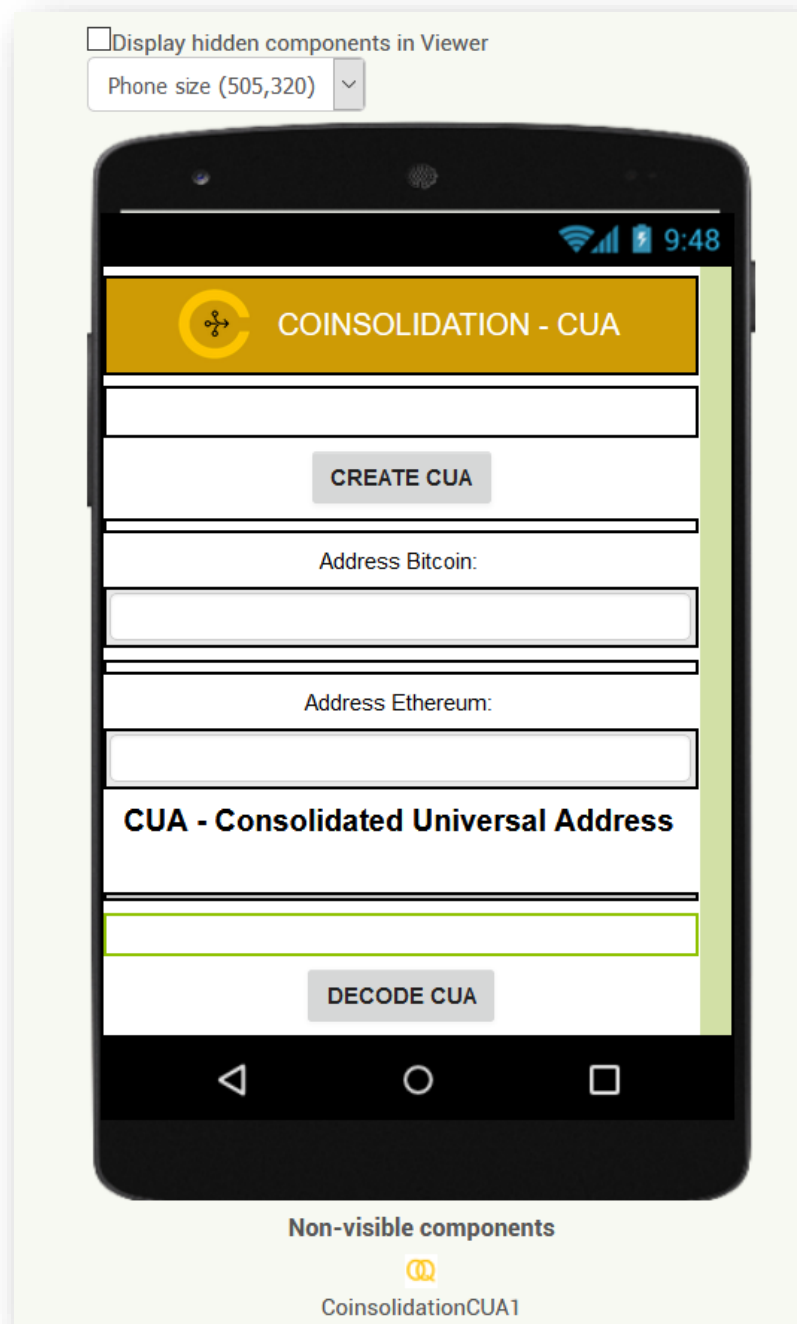 Display hidden components in Viewer
Phone size (505,320)
9:48
COINSOLIDATION - CUA
CREATE CUA
Address Bitcoin:
Address Ethereum:
CUA - Consolidated Universal Address
DECODE CUA
Non-visible components
CoinsolidationCUA1